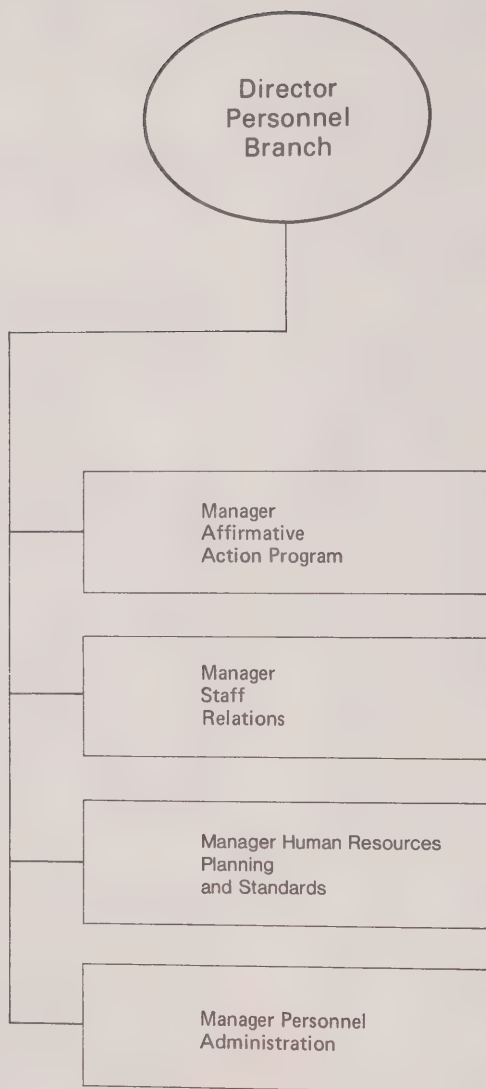 Director
Personnel
Branch
Manager
Affirmative
Action Program
Manager
Staff
Relations
Manager Human Resources
Planning
and Standards
Manager Personnel
Administration